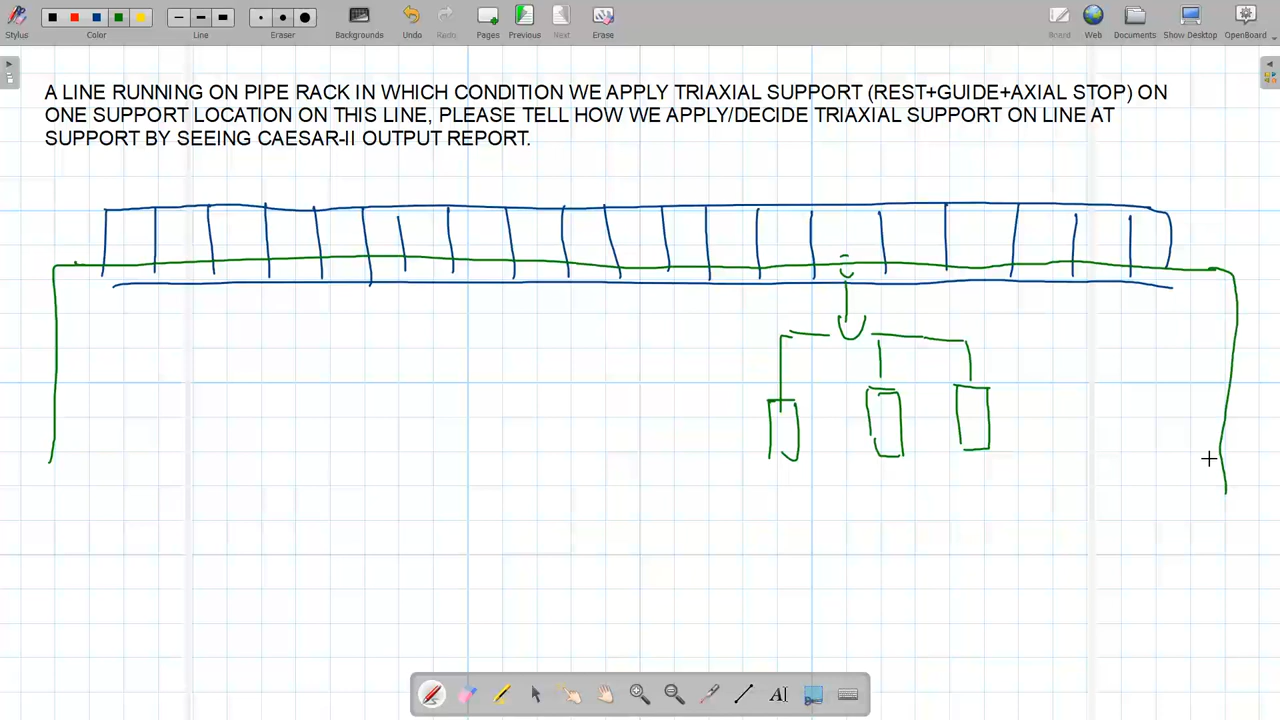 Stylus Color Line Eraser Backgrounds Undo Redo Pages Previous Next Erase Board Web Documents Show Desktop OpenBoard
A LINE RUNNING ON PIPE RACK IN WHICH CONDITION WE APPLY TRIAXIAL SUPPORT (REST+GUIDE+AXIAL STOP) ON
ONE SUPPORT LOCATION ON THIS LINE, PLEASE TELL HOW WE APPLY/DECIDE TRIAXIAL SUPPORT ON LINE AT
SUPPORT BY SEEING CAESAR-II OUTPUT REPORT.
AI